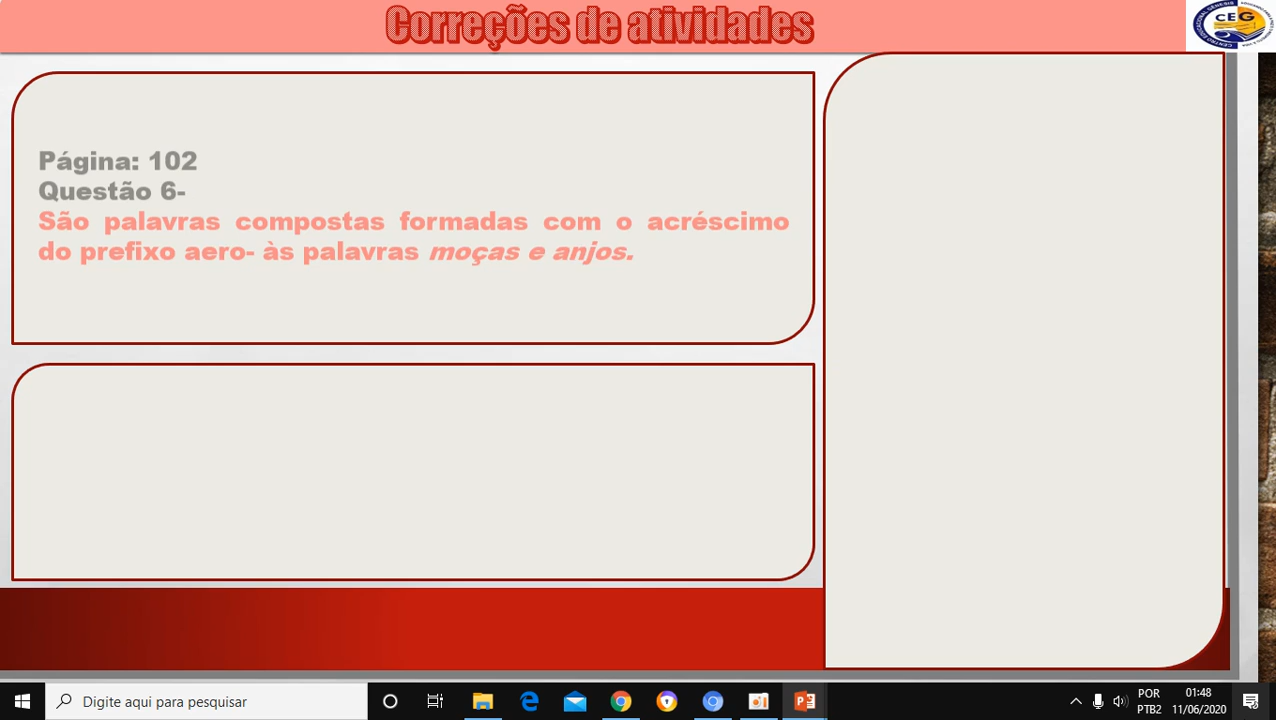 Correções de atividades
CEG
Página: 102
Questão 6-
São palavras compostas formadas com o acréscimo
do prefixo aero- às palavras moças e anjos.
Digite aqui para pesquisar
POR
PTB2
01:48
11/06/2020